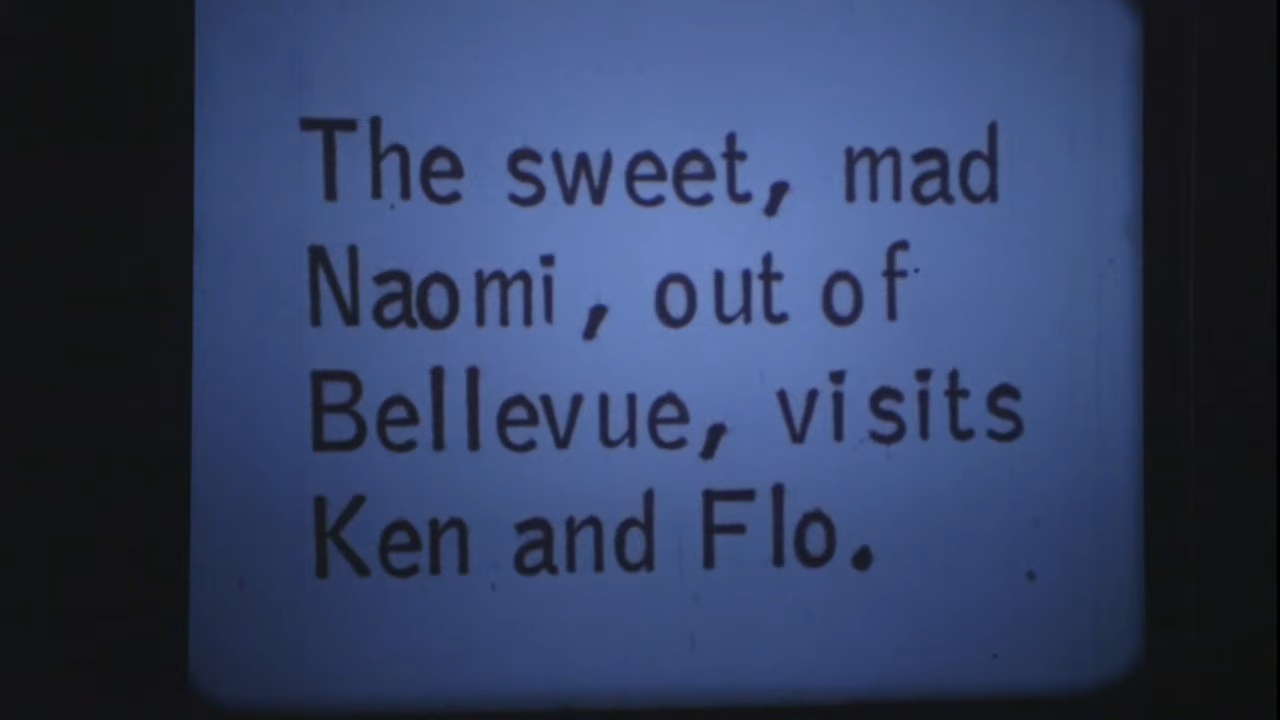 The sweet, mad
Naomi, out of
Bellevue, visits
Ken and Flo.